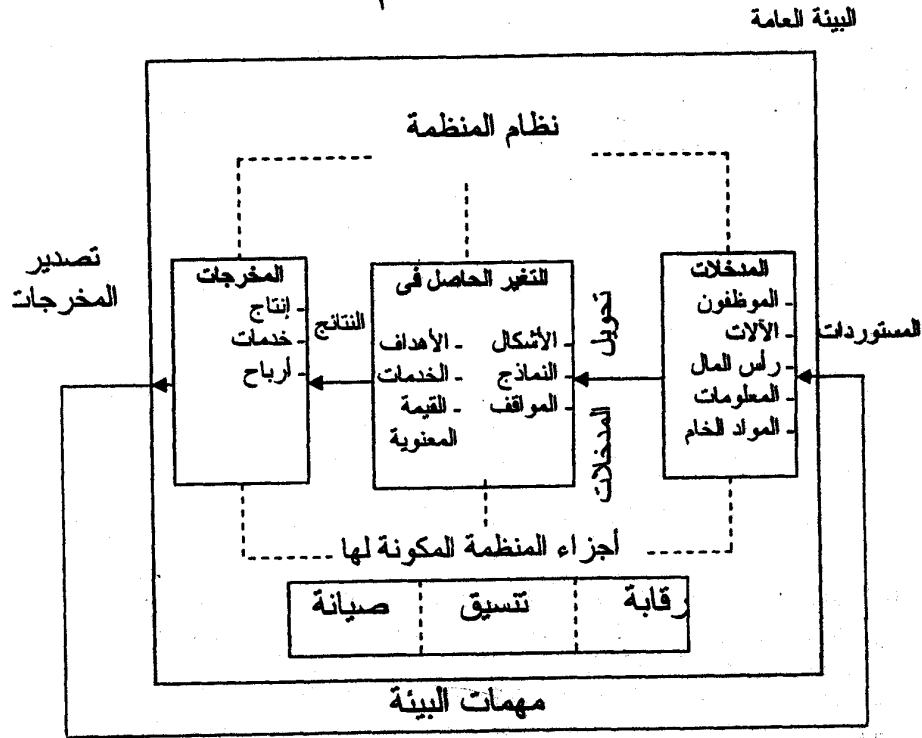 البيئة العامة
نظام المنظمة
المستوردات
المدخلات
- الموظفون
- الآلات
- رأس المال
- المعلومات
- المواد الخام
تحويل
المدخلات
التغير الحاصل فى
- الأشكال
- النماذج
- المواقف
- الأهداف
- الخدمات
- القيمة
المعنوية
النتائج
المخرجات
- إنتاج
- خدمات
- أرباح
تصدير
المخرجات
أجزاء المنظمة المكونة لها
رقابة
تنسيق
صيانة
مهمات البيئة